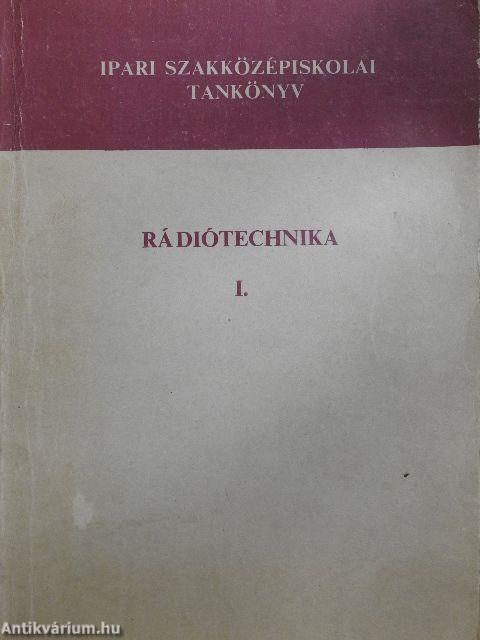 IPARI SZAKKÖZÉPISKOLAI
TANKÖNYV
RÁDIÓTECHNIKA
I.
Antikvárium.hu